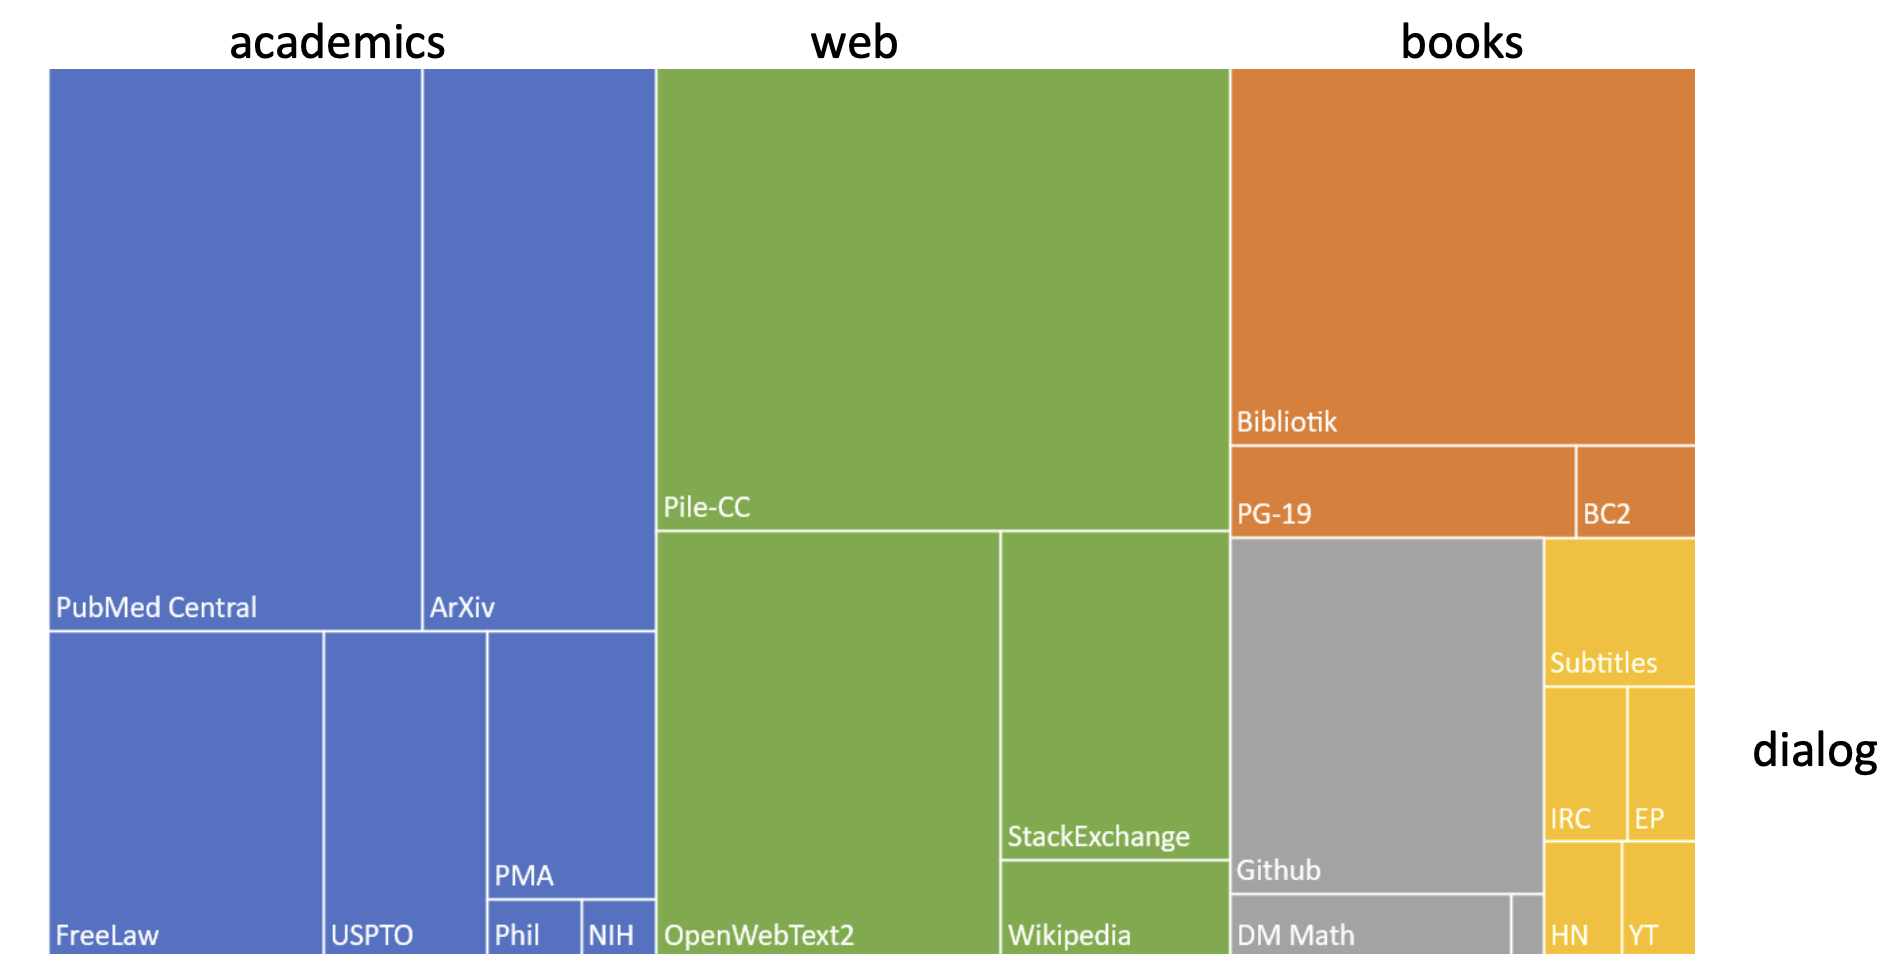 academics
web
books
PubMed Central
ArXiv
FreeLaw
USPTO
PMA
Phil
NIH
Pile-CC
OpenWebText2
StackExchange
Wikipedia
Bibliotik
PG-19
BC2
Github
DM Math
Subtitles
IRC
EP
HN
YT
dialog